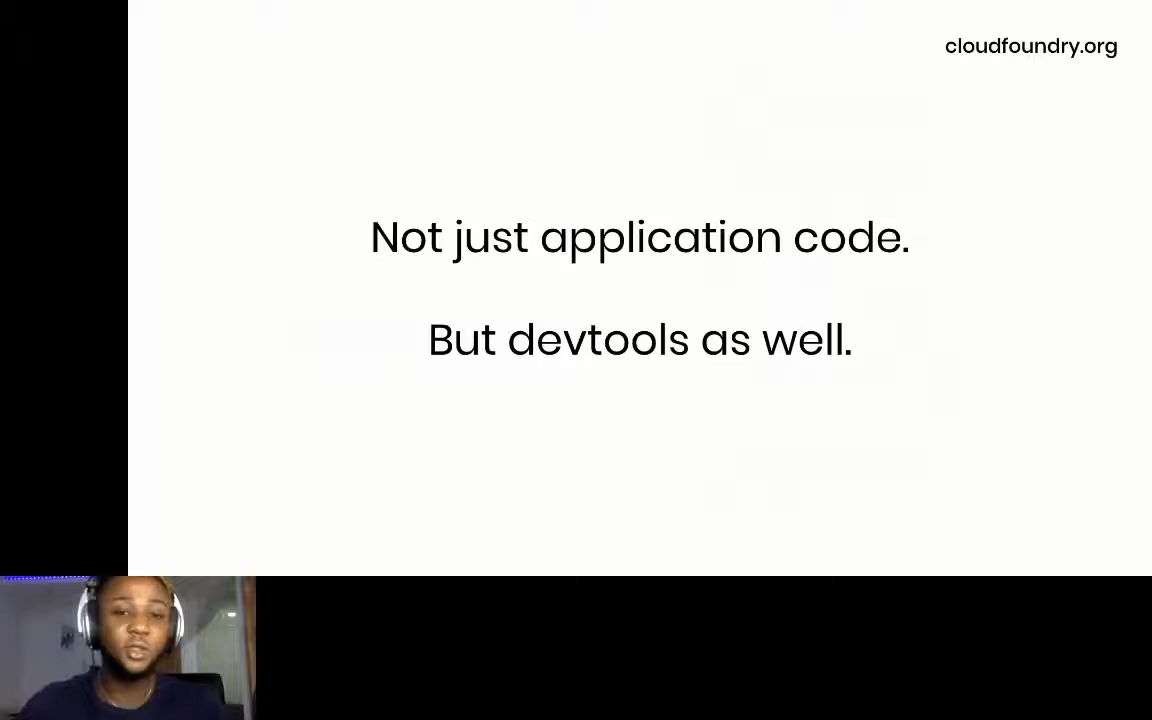 cloudfoundry.org
Not just application code.
But devtools as well.